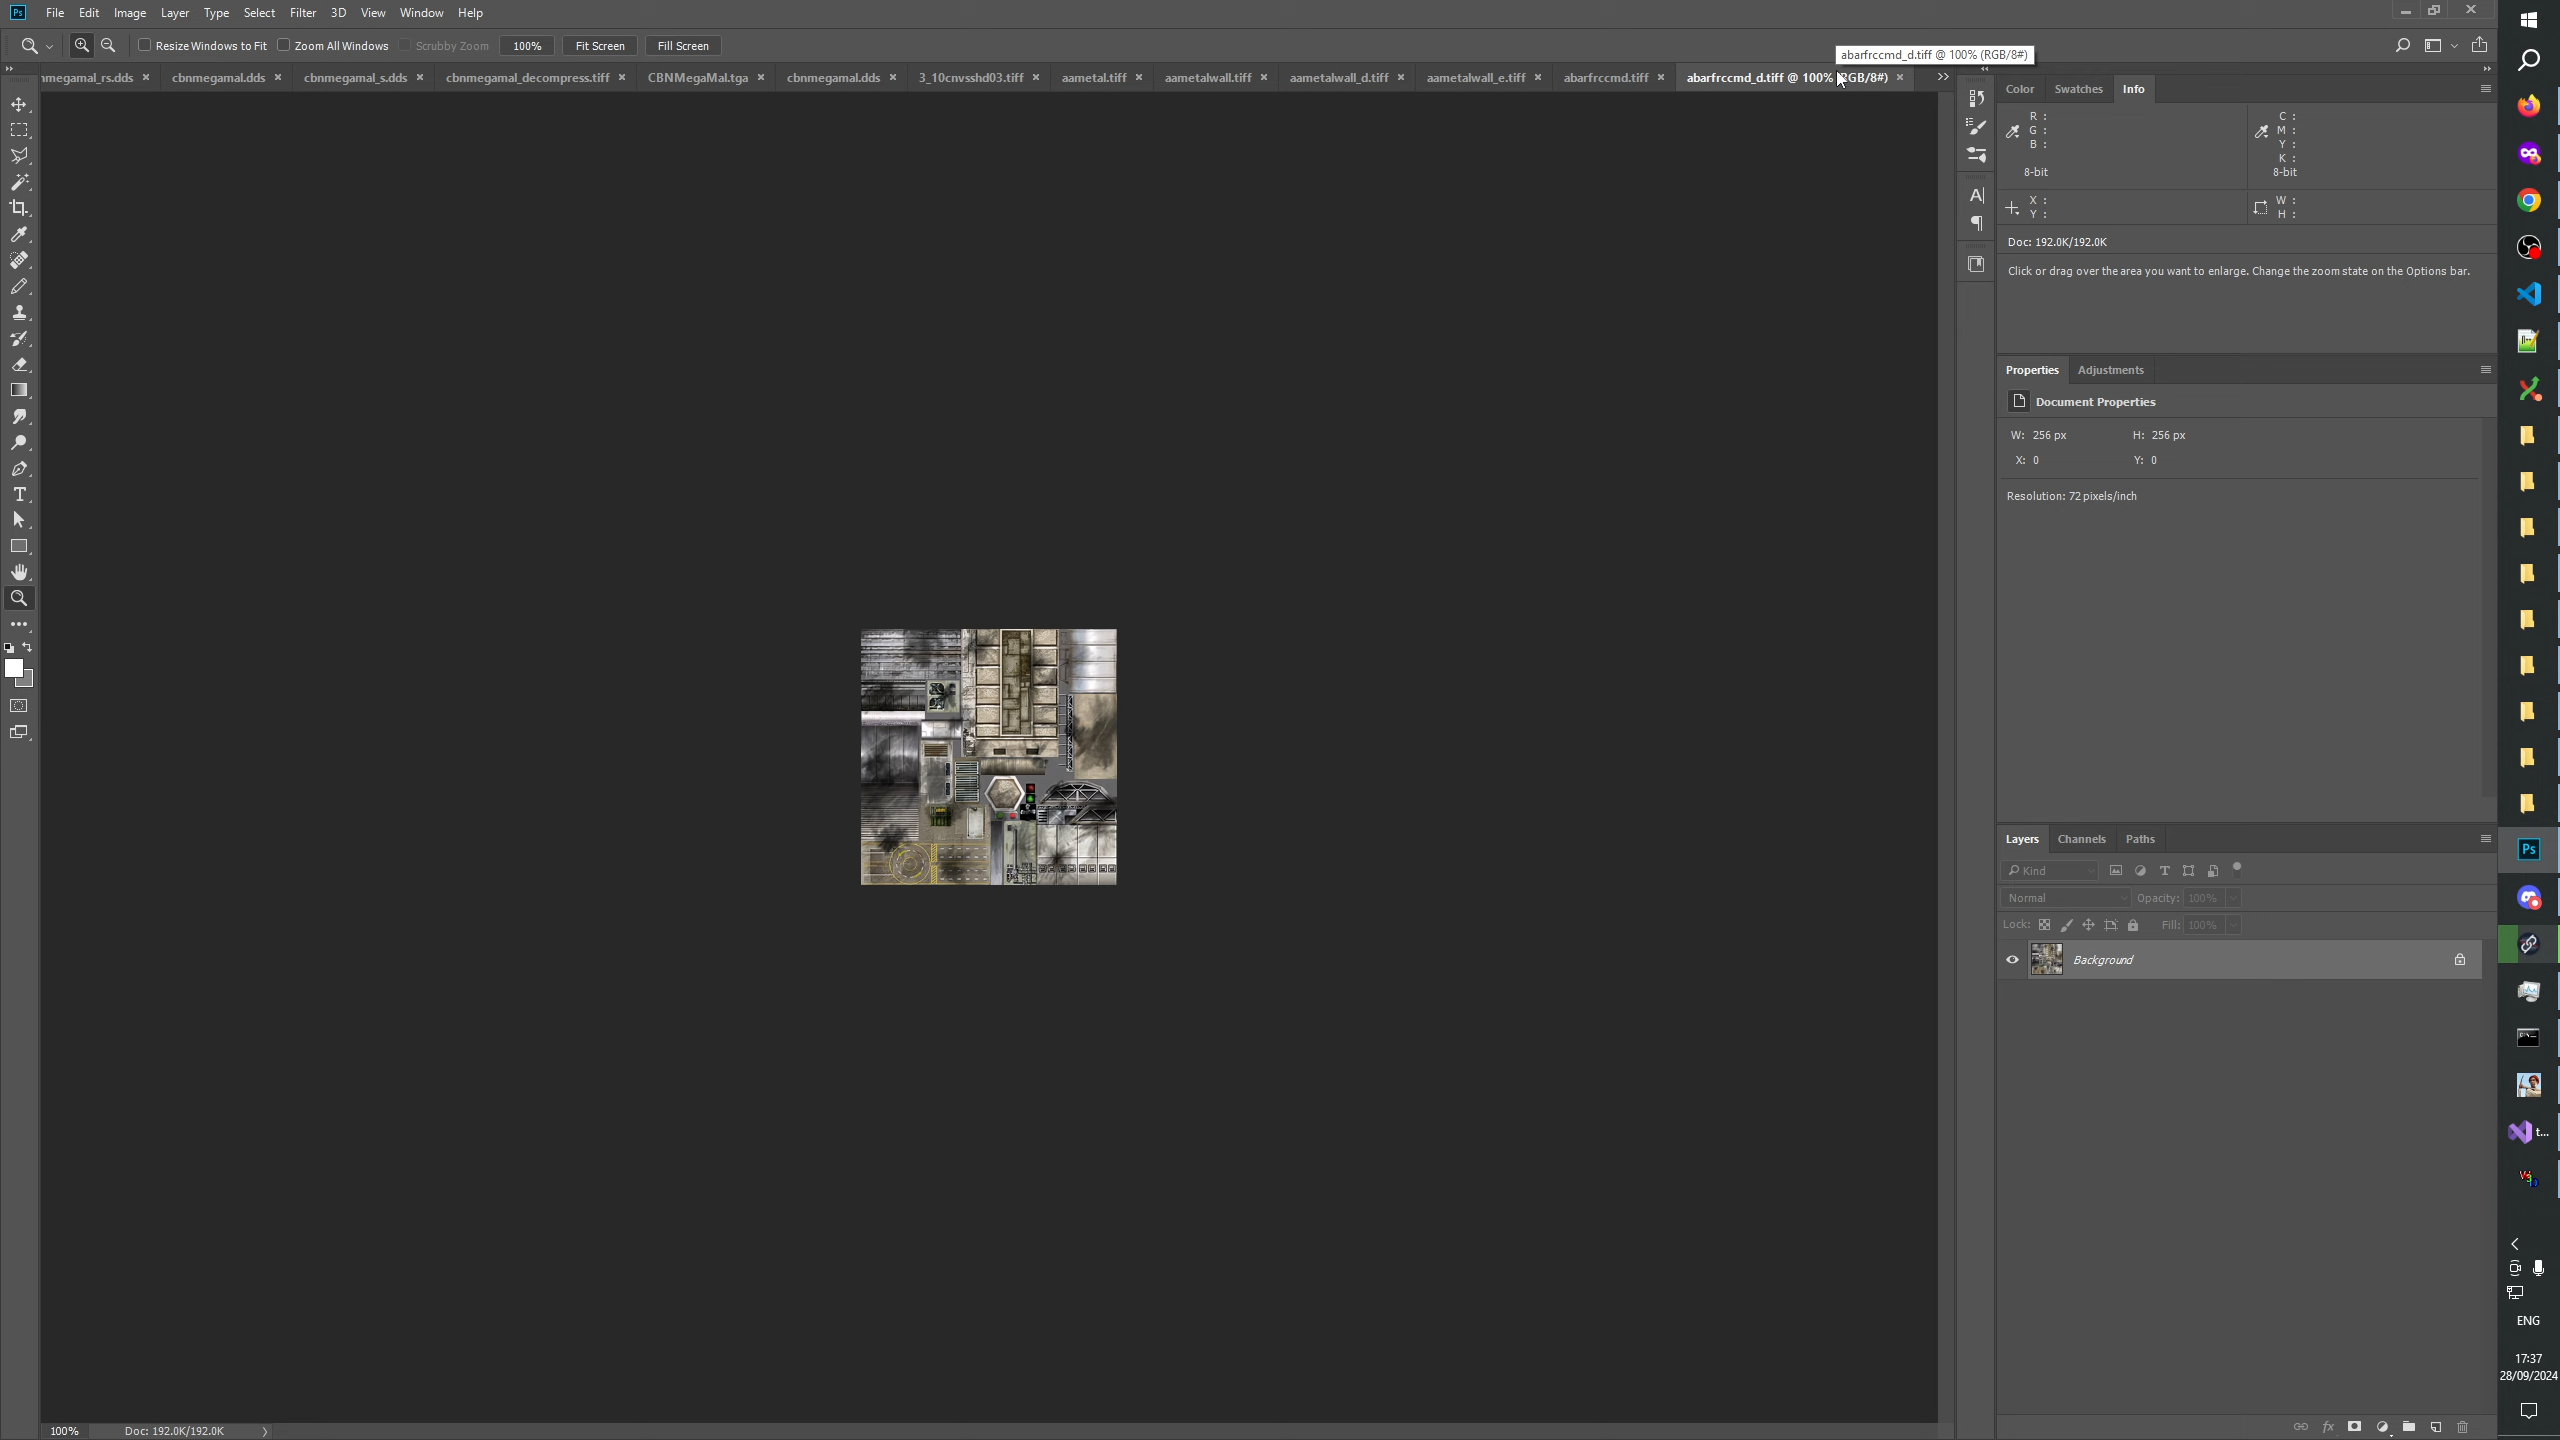 Ps File Edit Image Layer Type Select Filter 3D View Window Help
Resize Windows to Fit Zoom All Windows Scrubby Zoom 100% Fit Screen Fill Screen
abarfrccmd_d.tiff @ 100% (RGB/8#)
nmegamal_rs.dds × cbnmegamal.dds × cbnmegamal_s.dds × cbnmegamal_decompress.tiff × CBNMegaMal.tga × cbnmegamal.dds × 3_10cnvsshd03.tiff × aametal.tiff × aametalwall.tiff × aametalwall_d.tiff × aametalwall_e.tiff × abarfrccmd.tiff × abarfrccmd_d.tiff @ 100% RGB/8#) ×
Color Swatches Info
R : C :
G : M :
B : Y :
K :
8-bit 8-bit
X : W :
Y : H :
Doc: 192.0K/192.0K
Click or drag over the area you want to enlarge. Change the zoom state on the Options bar.
Properties Adjustments
Document Properties
W: 256 px H: 256 px
X: 0 Y: 0
Resolution: 72 pixels/inch
Layers Channels Paths
Kind
Normal Opacity: 100%
Lock: Fill: 100%
Background
Ps
t...
ENG
17:37
28/09/2024
100% Doc: 192.0K/192.0K